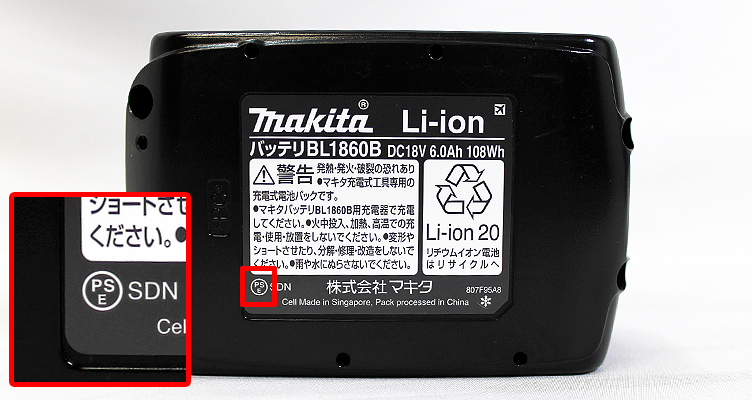 makita® Li-ion
バッテリBL1860B DC18V 6.0Ah 108Wh
警告 発熱・発火・破裂の恐れあり
●マキタ充電式工具専用の
充電式電池パックです。
●マキタバッテリBL1860B用充電器で充電
してください。●火中投入、加熱、高温での充
電・使用・放置をしないでください。●変形や
ショートさせたり、分解・修理・改造をしないで
ください。●雨や水にぬらさないでください。
Li-ion 20
リチウムイオン電池
はリサイクルへ
PSE SDN 株式会社マキタ 807F95A8
Cell Made in Singapore, Pack processed in China
ショートさせ
ください。●
PSE SDN
Cel